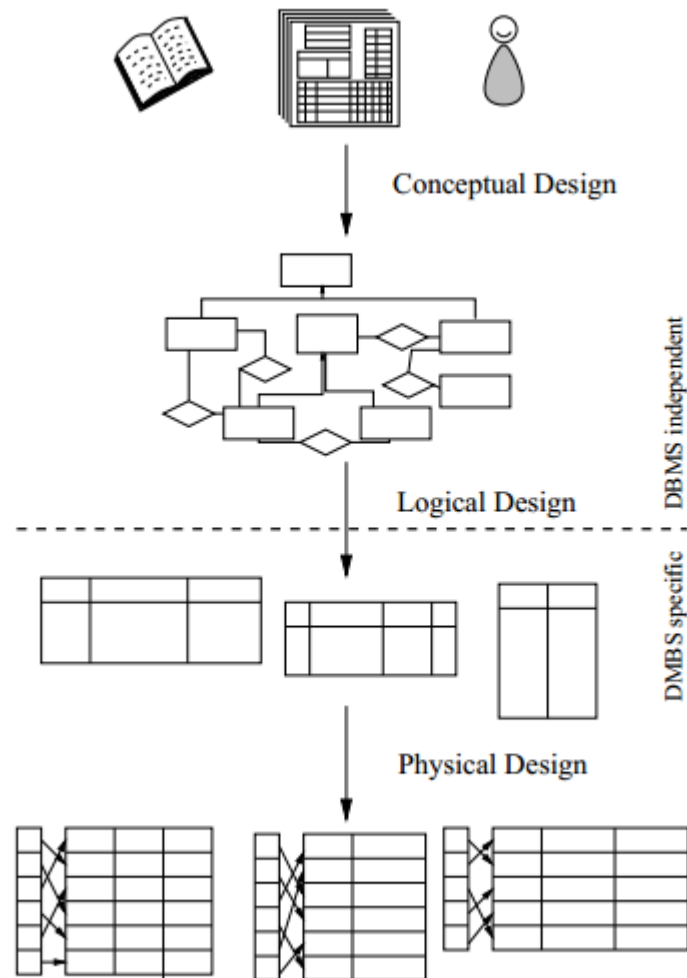 Conceptual Design
DBMS independent
Logical Design
DMBS specific
Physical Design